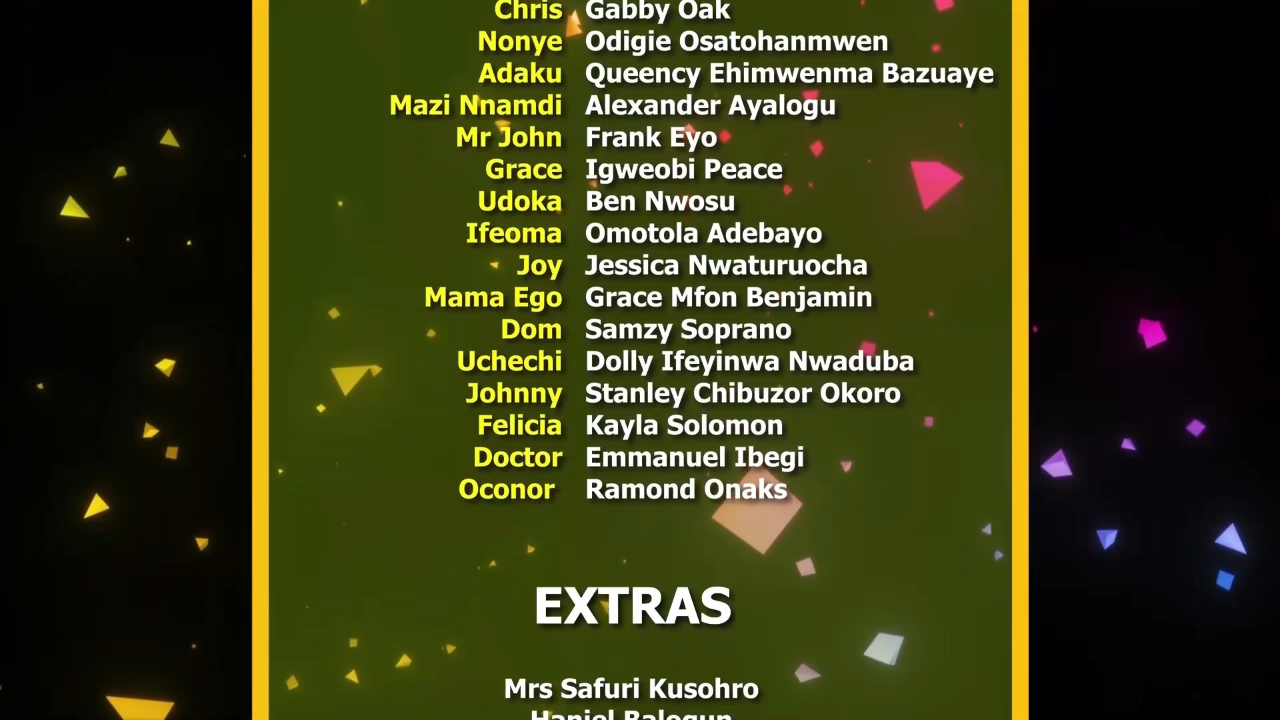 Chris Gabby Oak
Nonye Odigie Osatohanmwen
Adaku Queency Ehimwenma Bazuaye
Mazi Nnamdi Alexander Ayalogu
Mr John Frank Eyo
Grace Igweobi Peace
Udoka Ben Nwosu
Ifeoma Omotola Adebayo
Joy Jessica Nwaturuocha
Mama Ego Grace Mfon Benjamin
Dom Samzy Soprano
Uchechi Dolly Ifeyinwa Nwaduba
Johnny Stanley Chibuzor Okoro
Felicia Kayla Solomon
Doctor Emmanuel Ibegi
Oconor Ramond Onaks
EXTRAS
Mrs Safuri Kusohro
Haniel Balogun